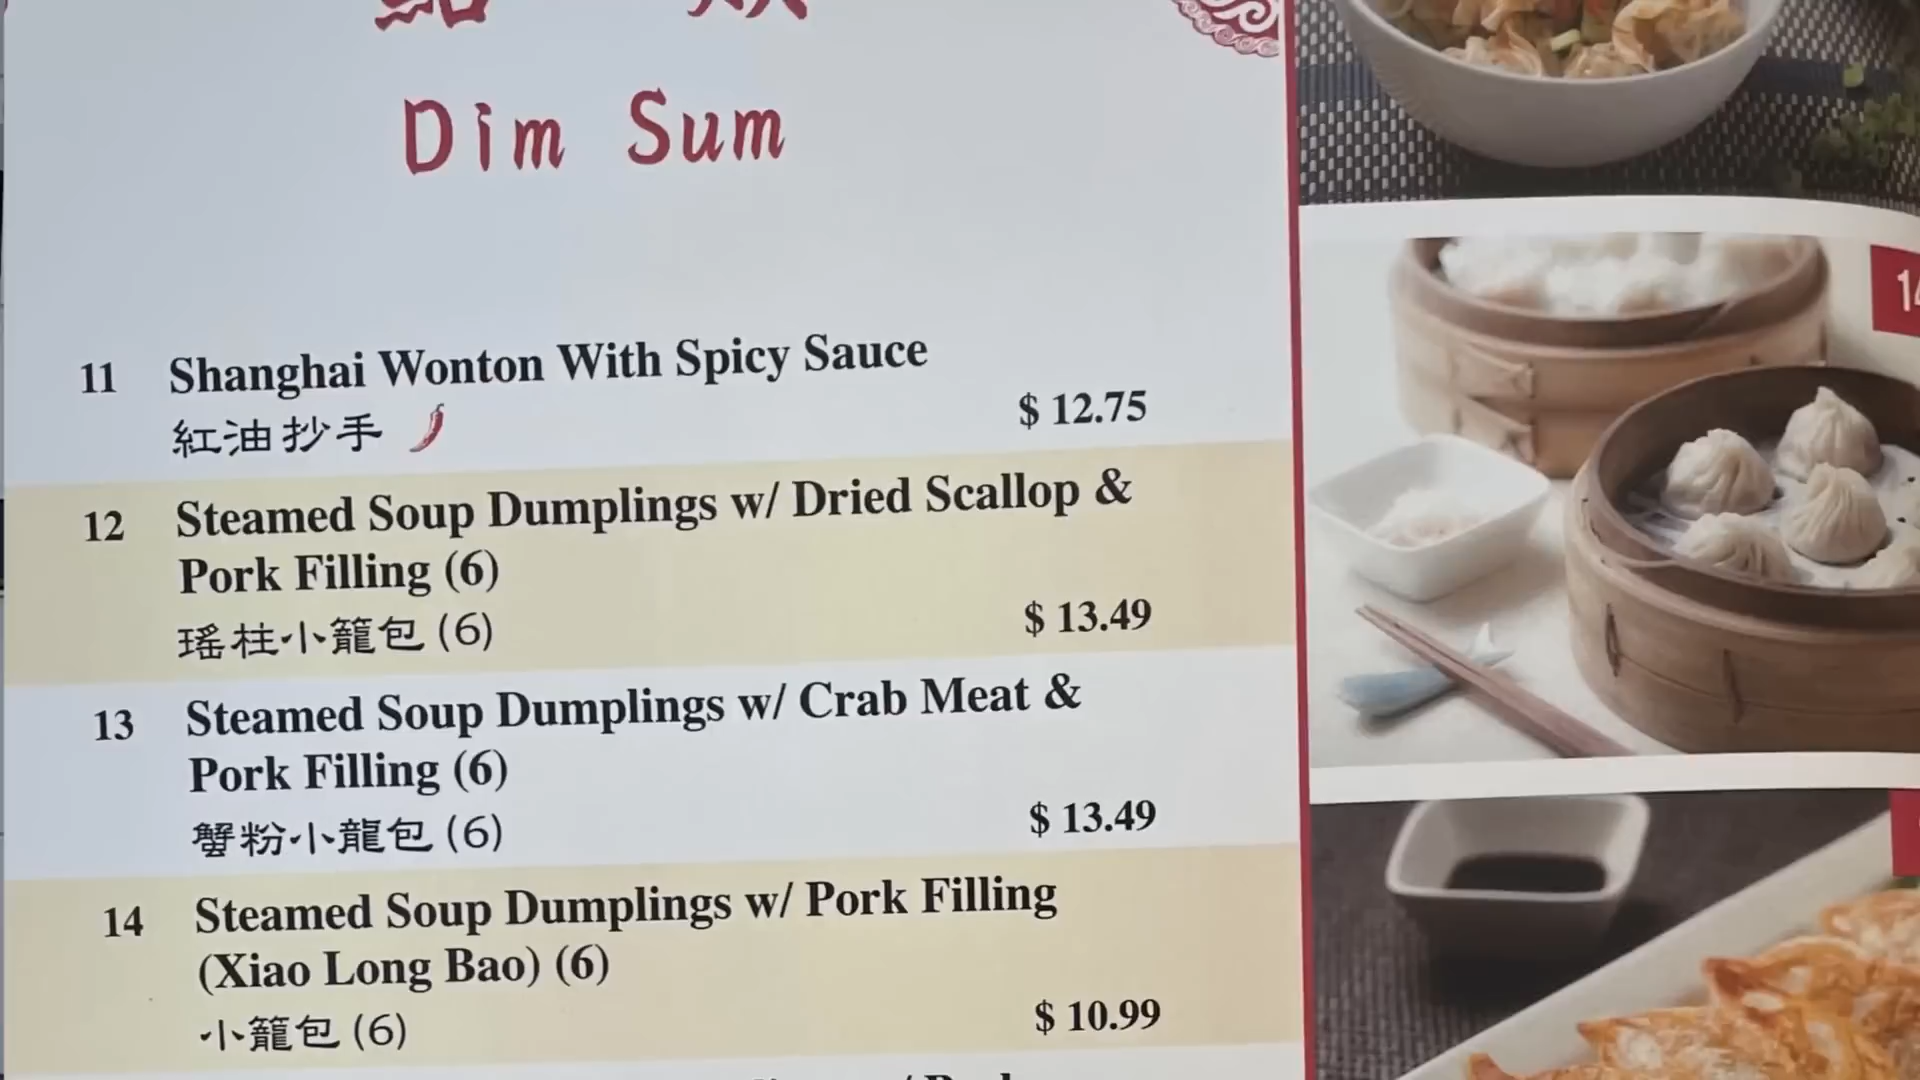 Dim Sum
11 Shanghai Wonton With Spicy Sauce
紅油抄手
$ 12.75
12 Steamed Soup Dumplings w/ Dried Scallop &
Pork Filling (6)
瑤柱小籠包 (6)
$ 13.49
13 Steamed Soup Dumplings w/ Crab Meat &
Pork Filling (6)
蟹粉小龍包 (6)
$ 13.49
14 Steamed Soup Dumplings w/ Pork Filling
(Xiao Long Bao) (6)
小籠包 (6)
$ 10.99